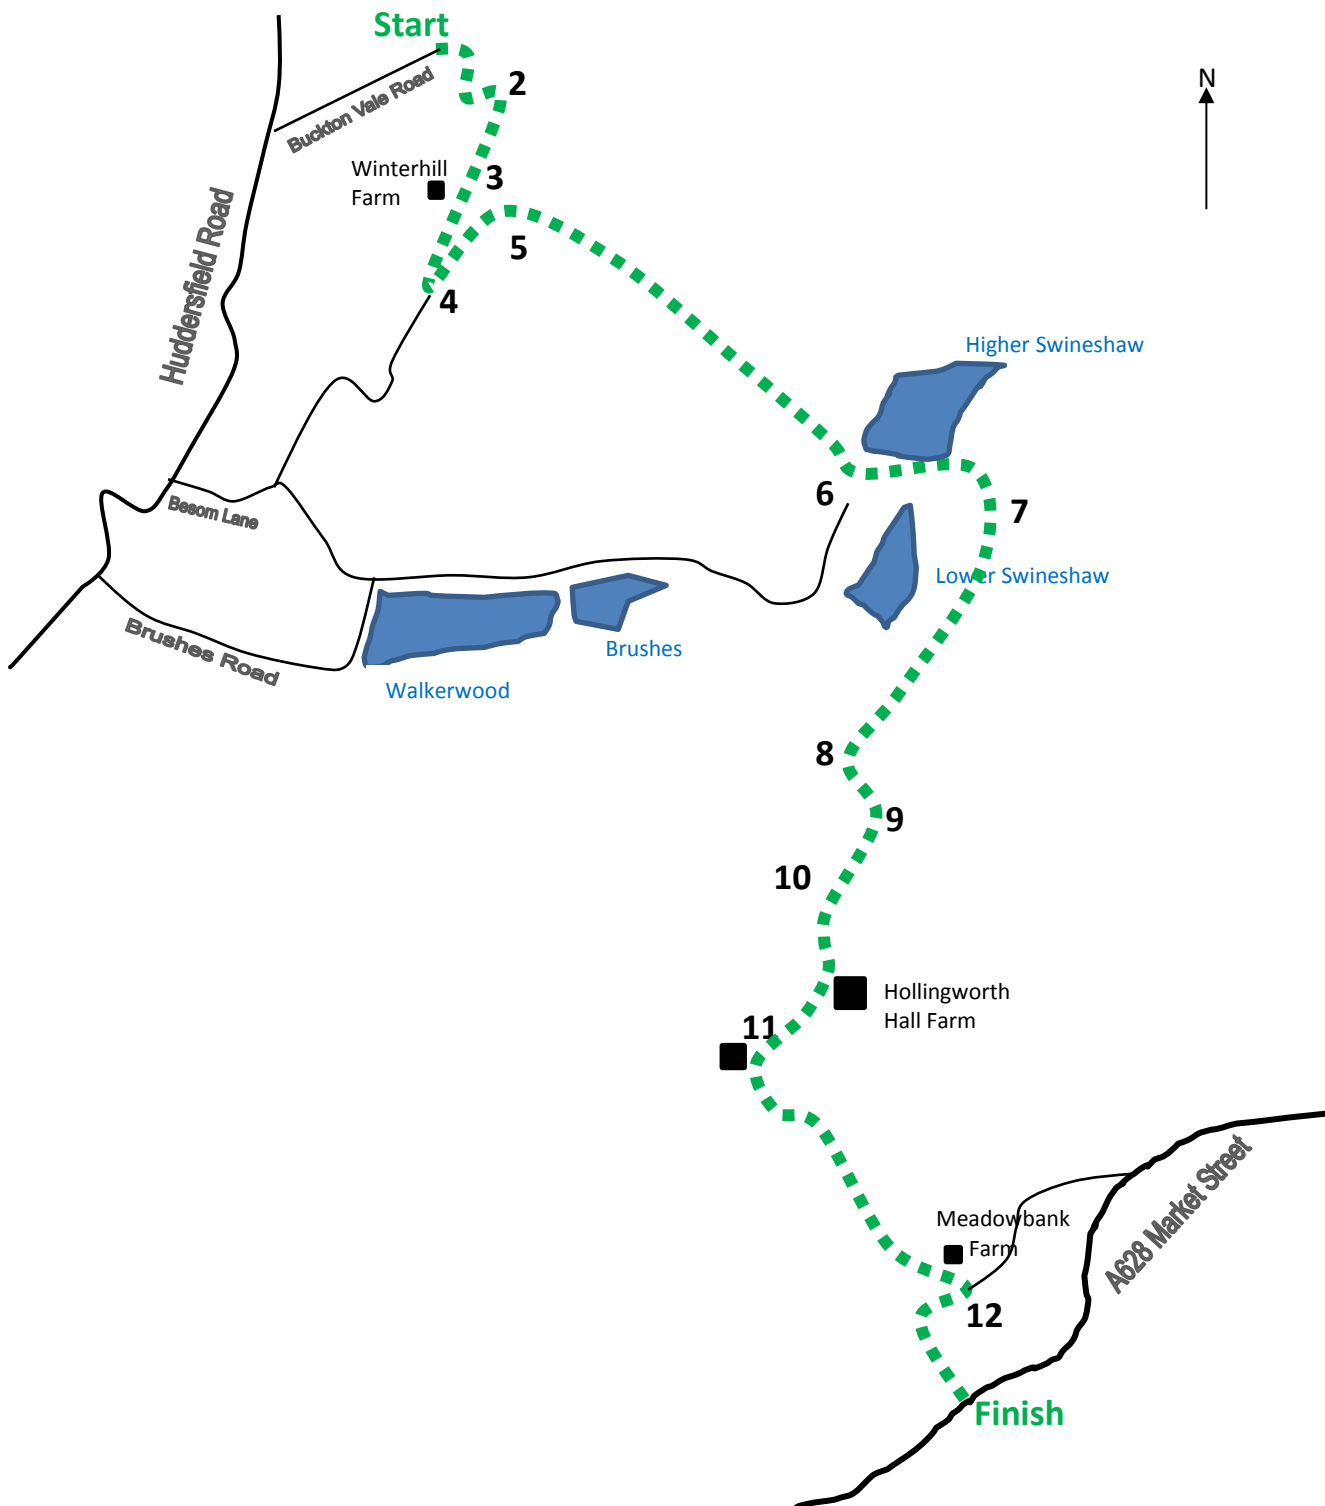 Start
N
2
Buckton Vale Road
Winterhill
Farm
3
5
4
Huddersfield Road
Higher Swineshaw
6
7
Besom Lane
Lower Swineshaw
Brushes Road
Brushes
Walkerwood
8
9
10
Hollingworth
Hall Farm
11
Meadowbank
Farm
A628 Market Street
12
Finish